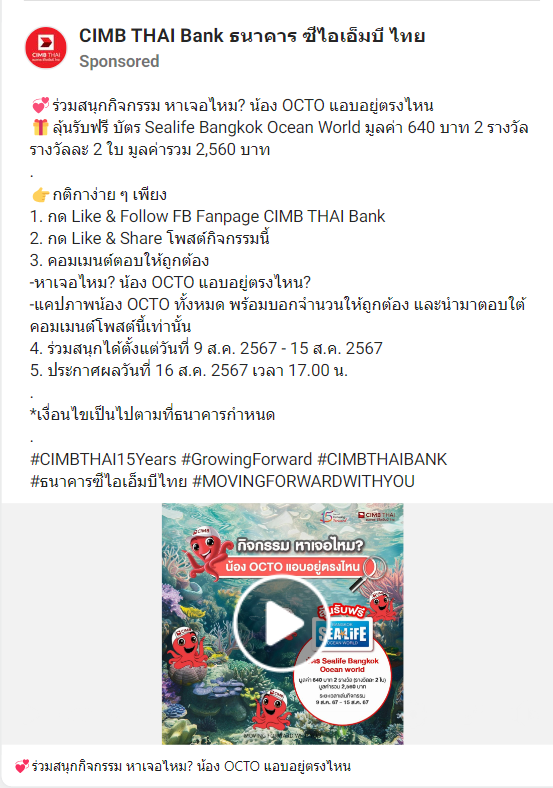 CIMB THAI Bank ธนาคาร ซีไอเอ็มบี ไทย
CIMB THAI
Sponsored
💞ร่วมสนุกกิจกรรม หาเจอไหม? น้อง OCTO แอบอยู่ตรงไหน
🎁ลุ้นรับฟรี บัตร Sealife Bangkok Ocean World มูลค่า 640 บาท 2 รางวัล
รางวัลละ 2 ใบ มูลค่ารวม 2,560 บาท
.
👉กติกาง่าย ๆ เพียง
1. กด Like & Follow FB Fanpage CIMB THAI Bank
2. กด Like & Share โพสต์กิจกรรมนี้
3. คอมเมนต์ตอบให้ถูกต้อง
-หาเจอไหม? น้อง OCTO แอบอยู่ตรงไหน?
-แคปภาพน้อง OCTO ทั้งหมด พร้อมบอกจำนวนให้ถูกต้อง และนำมาตอบใต้
คอมเมนต์โพสต์นี้เท่านั้น
4. ร่วมสนุกได้ตั้งแต่วันที่ 9 ส.ค. 2567 - 15 ส.ค. 2567
5. ประกาศผลวันที่ 16 ส.ค. 2567 เวลา 17.00 น.
.
*เงื่อนไขเป็นไปตามที่ธนาคารกำหนด
.
#CIMBTHAI15Years #GrowingForward #CIMBTHAIBANK
#ธนาคารซีไอเอ็มบีไทย #MOVINGFORWARDWITHYOU
CIMB THAI
กิจกรรม หาเจอไหม?
น้อง OCTO แอบอยู่ตรงไหน
ลุ้นรับฟรี
SEA LIFE
OCEAN WORLD
Sealife Bangkok
Ocean world
มูลค่า 640 บาท 2 รางวัล (รางวัลละ 2 ใบ)
มูลค่ารวม 2,560 บาท
ระยะเวลาเล่นกิจกรรม
9 ส.ค. 67 - 15 ส.ค. 67
MOVING FORWARD
💞ร่วมสนุกกิจกรรม หาเจอไหม? น้อง OCTO แอบอยู่ตรงไหน